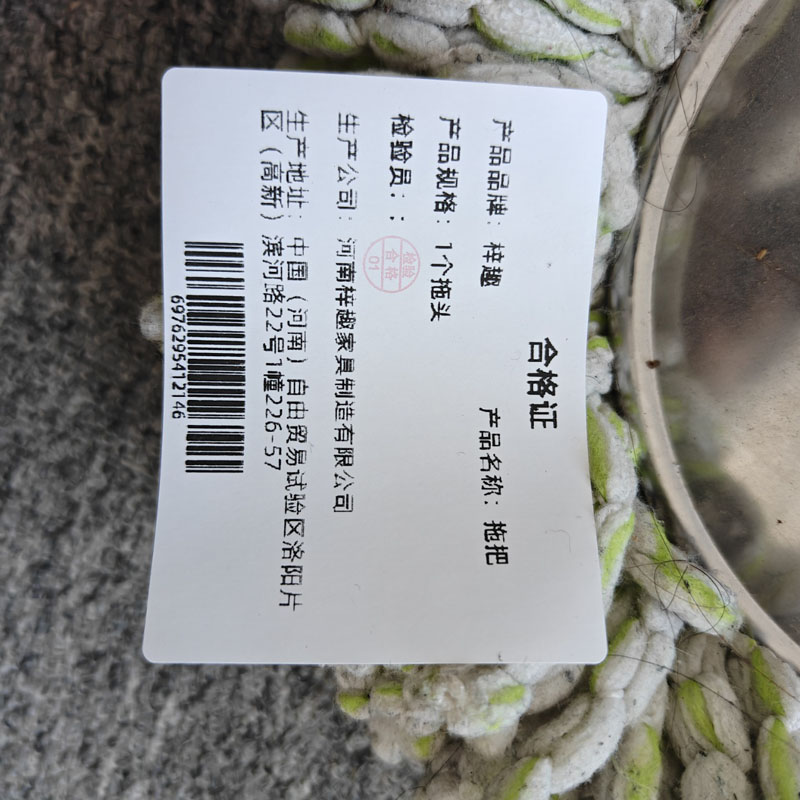 合格证
产品品牌：梓趣 产品名称：拖把
产品规格：1个拖头
检验员：：
检验
合格
01
生产公司：河南梓趣家具制造有限公司
生产地址：中国（河南）自由贸易试验区洛阳片
区（高新）滨河路22号1幢226-57
6976295412146